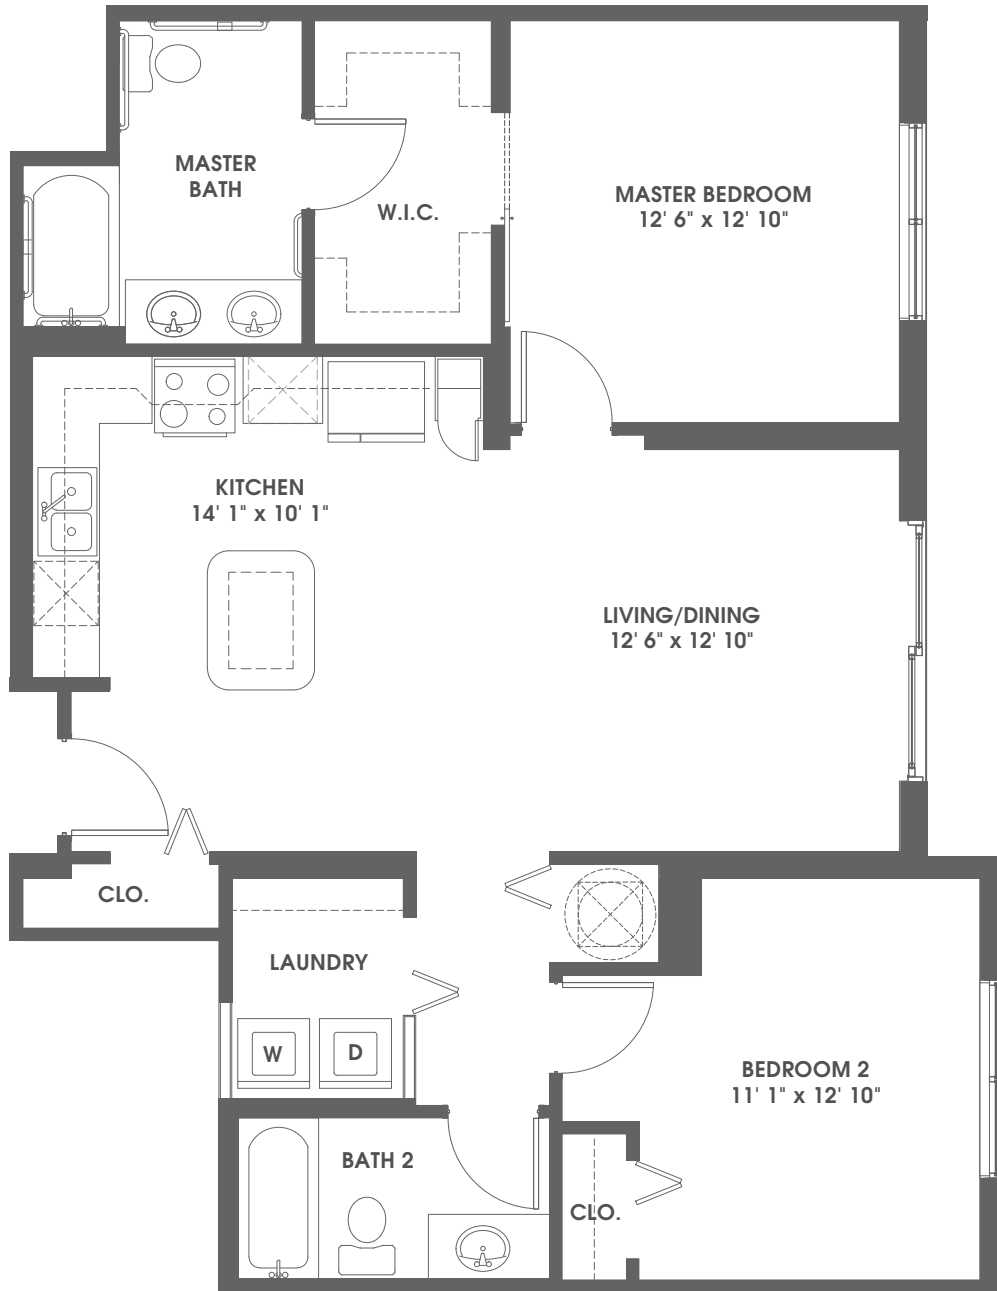 MASTER
BATH
W.I.C.
MASTER BEDROOM
12' 6" x 12' 10"
KITCHEN
14' 1" x 10' 1"
LIVING/DINING
12' 6" x 12' 10"
CLO.
LAUNDRY
W
D
BEDROOM 2
11' 1" x 12' 10"
BATH 2
CLO.